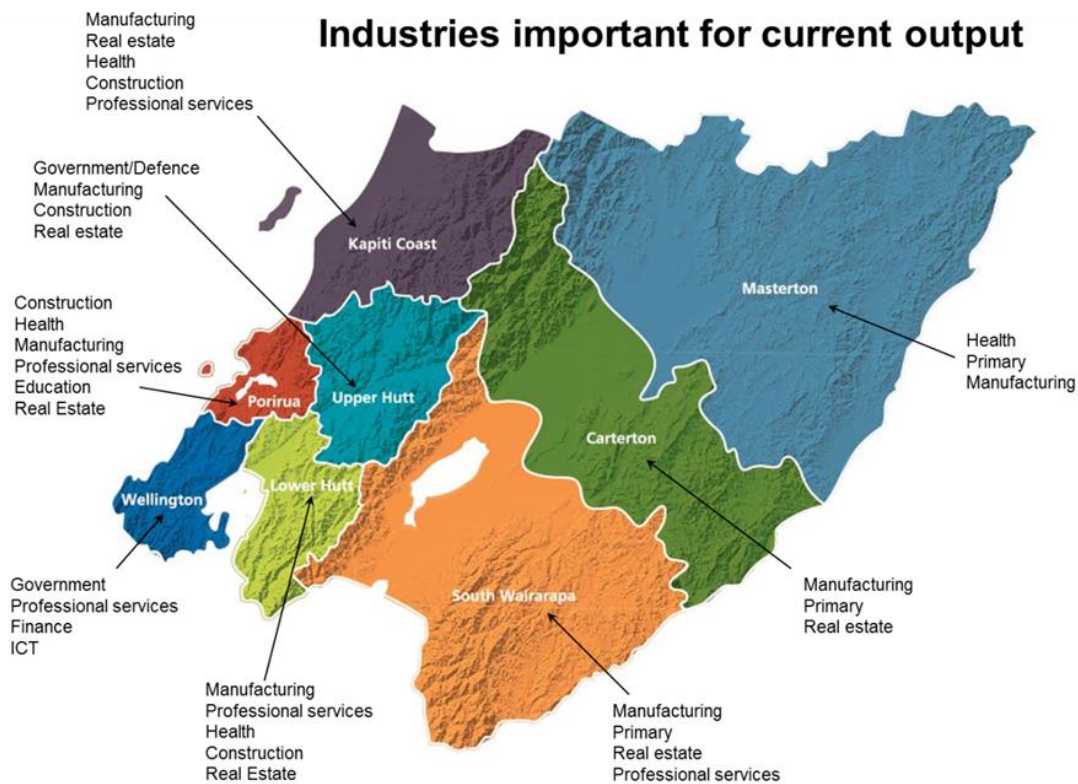 Industries important for current output
Manufacturing
Real estate
Health
Construction
Professional services
Government/Defence
Manufacturing
Construction
Real estate
Kapiti Coast
Masterton
Construction
Health
Manufacturing
Professional services
Education
Real Estate
Health
Primary
Manufacturing
Porirua
Upper Hutt
Carterton
Wellington
Lower Hutt
South Wairarapa
Government
Professional services
Finance
ICT
Manufacturing
Primary
Real estate
Manufacturing
Professional services
Health
Construction
Real Estate
Manufacturing
Primary
Real estate
Professional services